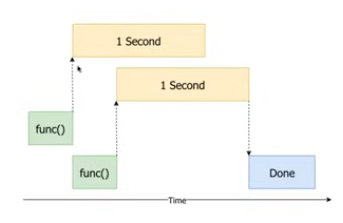 1 Second
1 Second
func()
func()
Done
Time